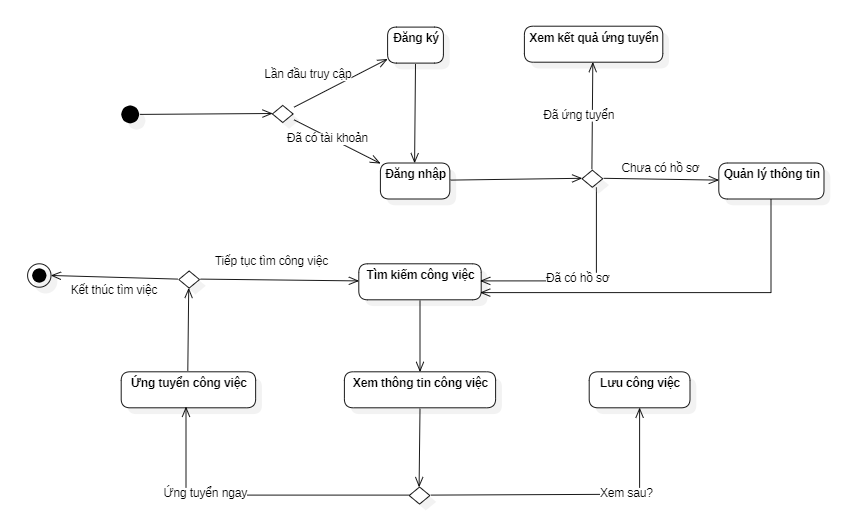 Đăng ký
Xem kết quả ứng tuyển
Lần đầu truy cập
Đã ứng tuyển
Đã có tài khoản
Đăng nhập
Chưa có hồ sơ
Quản lý thông tin
Tiếp tục tìm công việc
Tìm kiếm công việc
Đã có hồ sơ
Kết thúc tìm việc
Ứng tuyển công việc
Xem thông tin công việc
Lưu công việc
Ứng tuyển ngay
Xem sau?